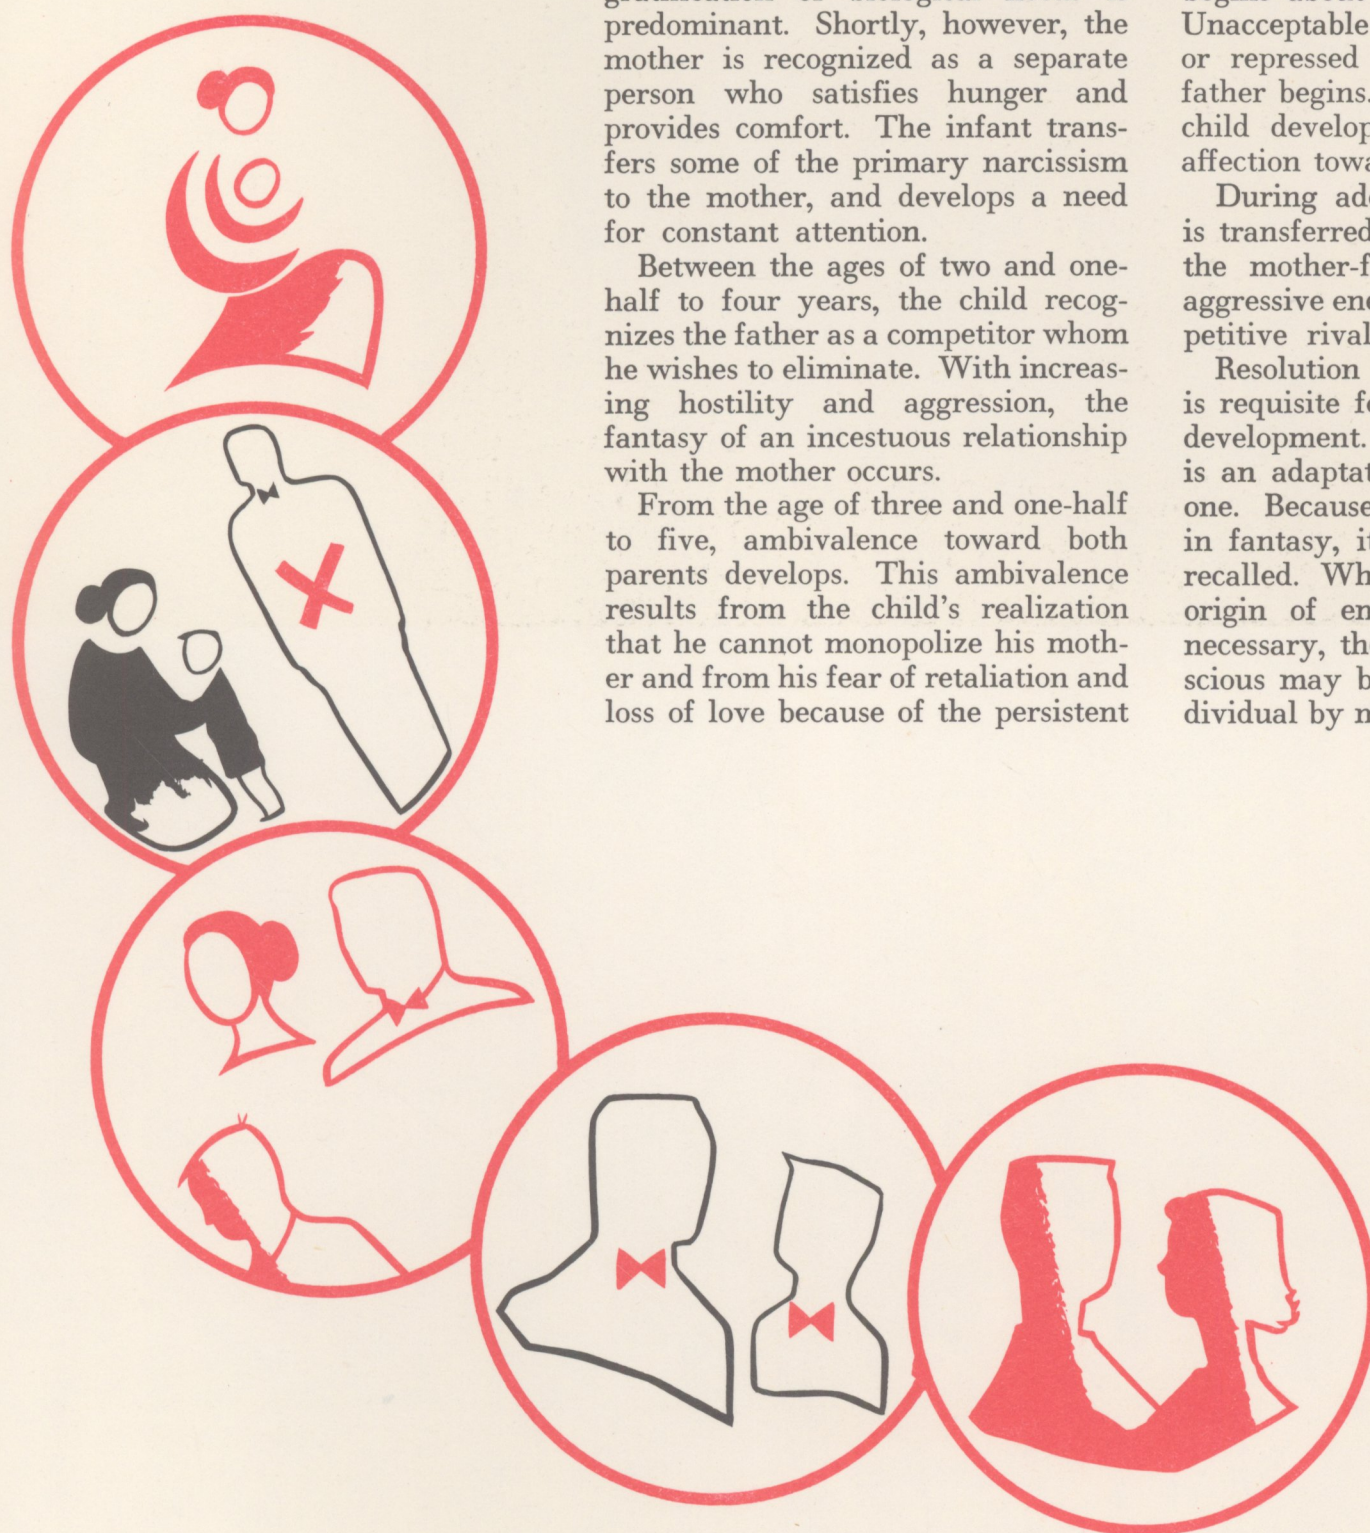 predominant. Shortly, however, the
mother is recognized as a separate
person who satisfies hunger and
provides comfort. The infant trans-
fers some of the primary narcissism
to the mother, and develops a need
for constant attention.
Between the ages of two and one-
half to four years, the child recog-
nizes the father as a competitor whom
he wishes to eliminate. With increas-
ing hostility and aggression, the
fantasy of an incestuous relationship
with the mother occurs.
From the age of three and one-half
to five, ambivalence toward both
parents develops. This ambivalence
results from the child's realization
that he cannot monopolize his moth-
er and from his fear of retaliation and
loss of love because of the persistent
Unacceptable
or repressed
father begins.
child develop
affection towa
During ado
is transferred
the mother-f
aggressive ene
petitive rival
Resolution
is requisite fo
development.
is an adaptat
one. Because
in fantasy, it
recalled. Wh
origin of em
necessary, the
scious may b
dividual by m